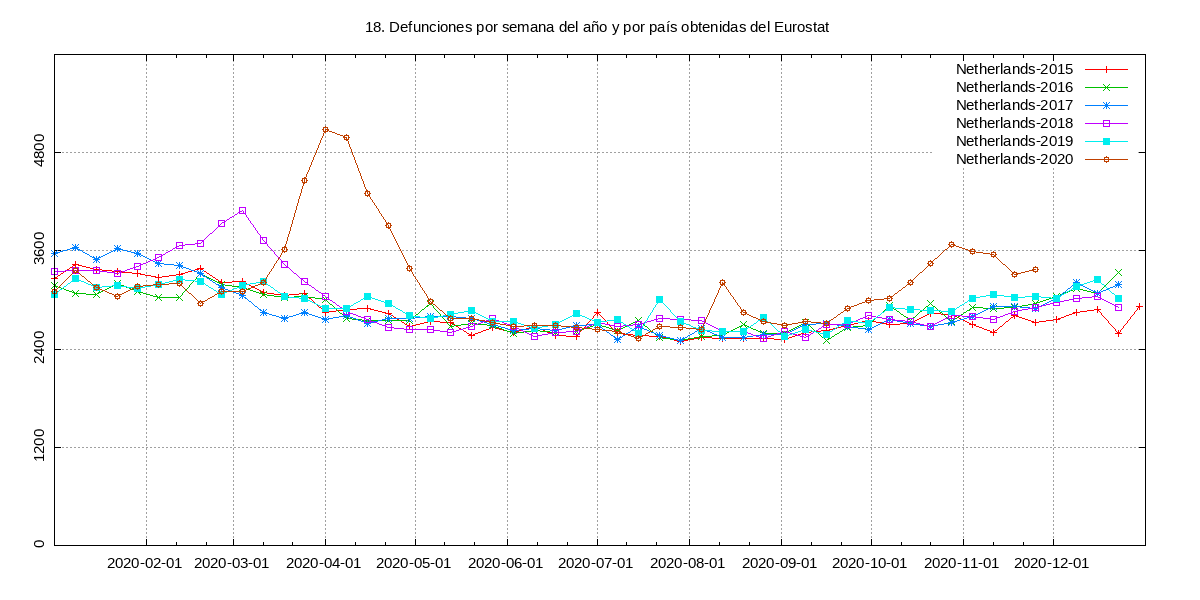 18. Defunciones por semana del año y por país obtenidas del Eurostat
Netherlands-2015
Netherlands-2016
Netherlands-2017
Netherlands-2018
Netherlands-2019
Netherlands-2020
4800
3600
2400
1200
0
2020-02-01 2020-03-01 2020-04-01 2020-05-01 2020-06-01 2020-07-01 2020-08-01 2020-09-01 2020-10-01 2020-11-01 2020-12-01